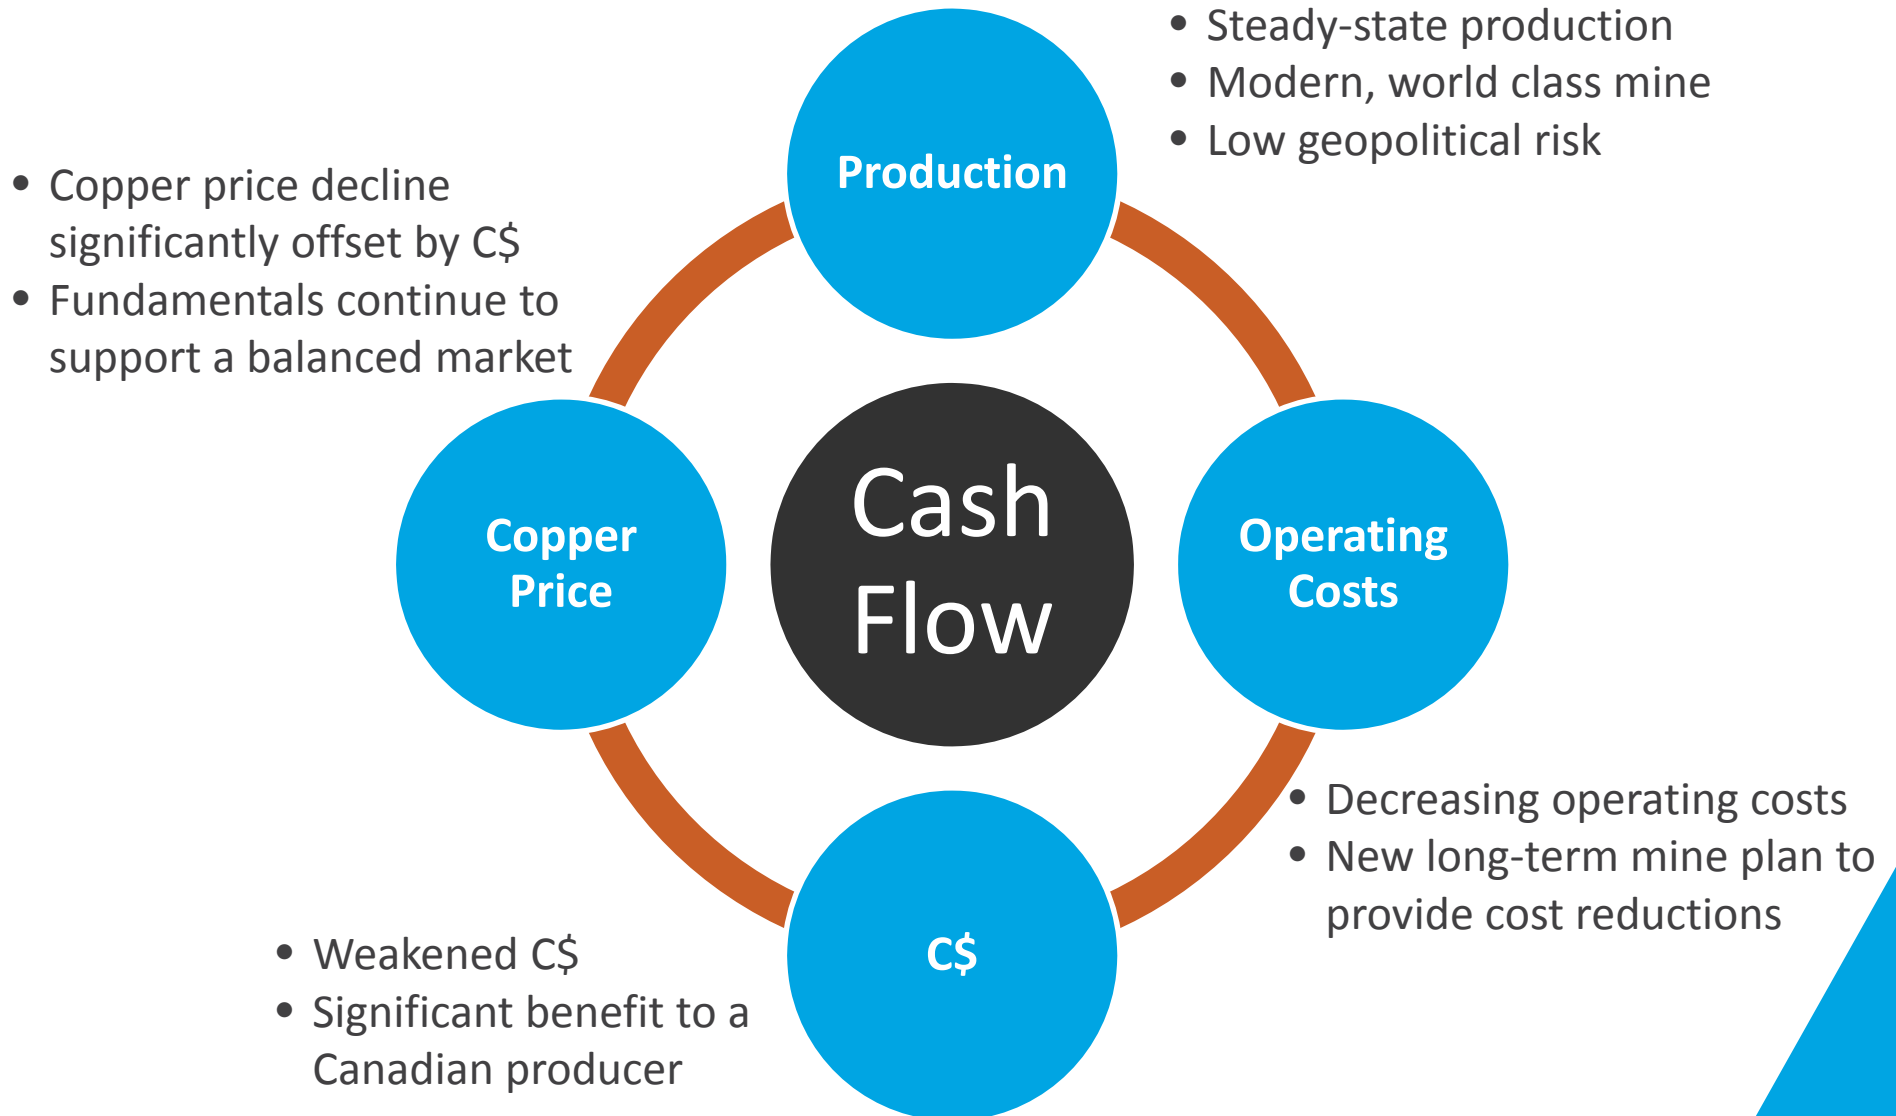 • Steady-state production
• Modern, world class mine
• Low geopolitical risk
Production
• Copper price decline
significantly offset by C$
• Fundamentals continue to
support a balanced market
Copper
Price
Cash
Flow
Operating
Costs
• Decreasing operating costs
• New long-term mine plan to
provide cost reductions
C$
• Weakened C$
• Significant benefit to a
Canadian producer